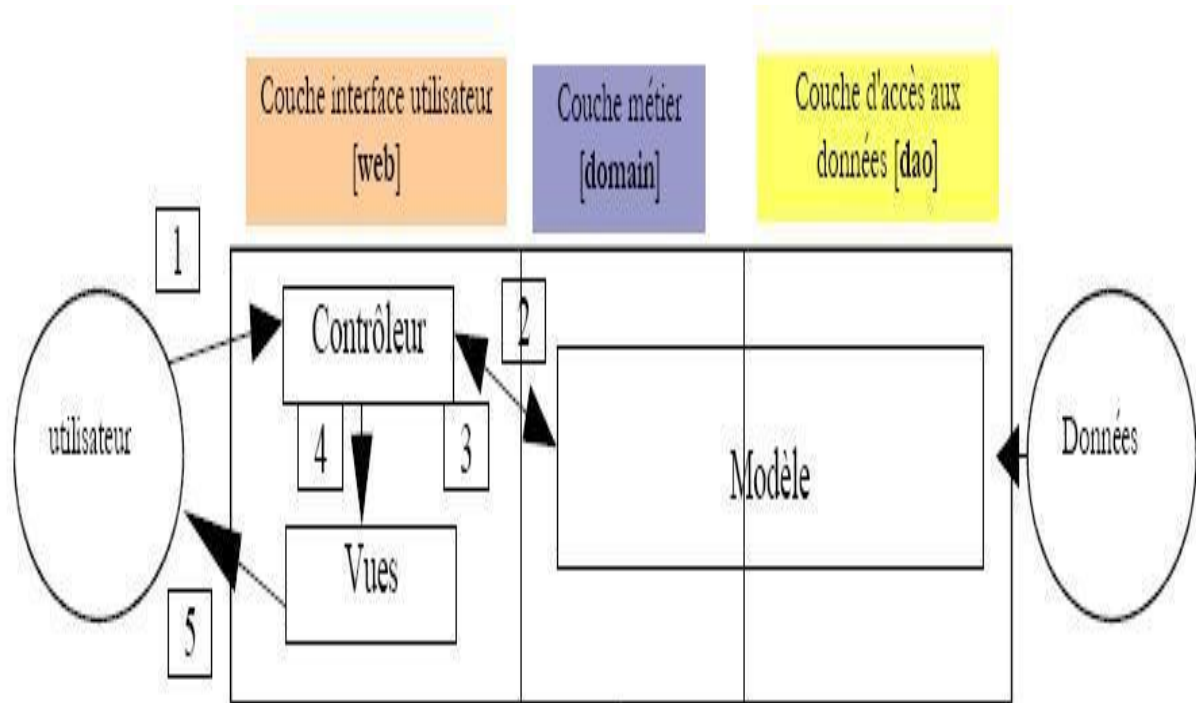 Couche interface utilisateur
[web]
Couche métier
[domain]
Couche d'accès aux
données [dao]
1
Contrôleur
2
utilisateur
4
3
Modèle
Données
Vues
5